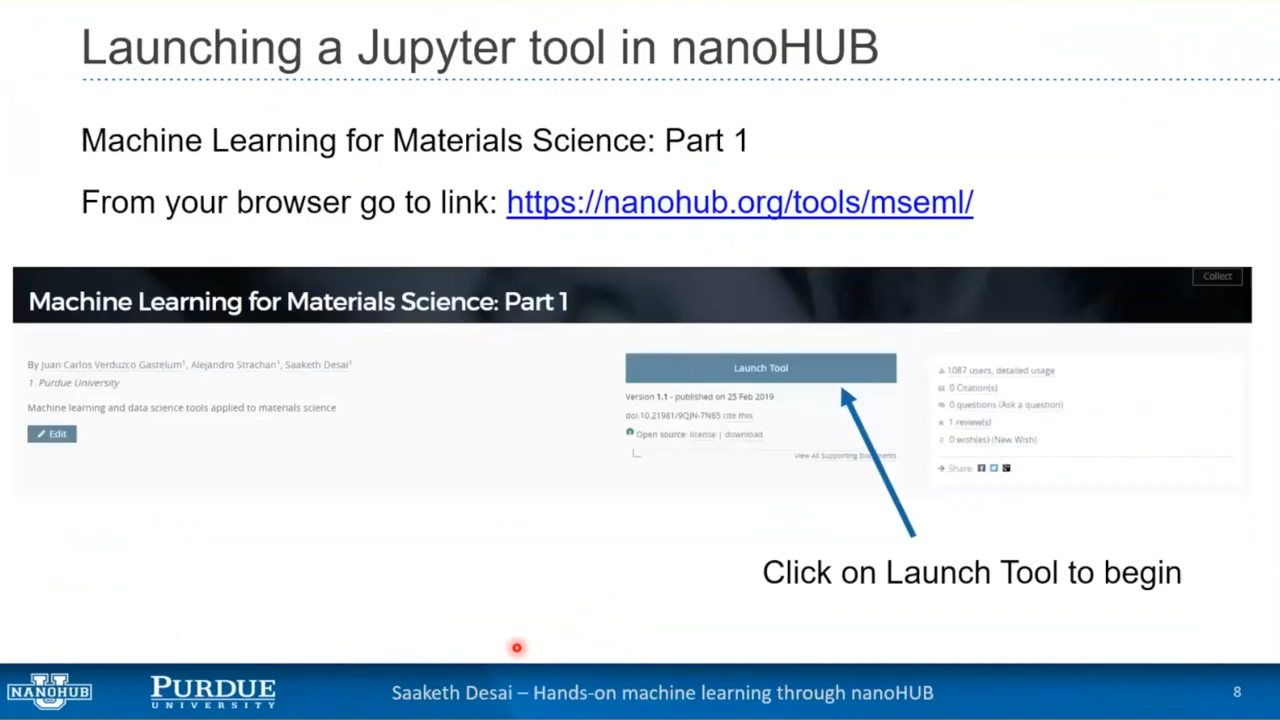 Launching a Jupyter tool in nanoHUB
Machine Learning for Materials Science: Part 1
From your browser go to link: https://nanohub.org/tools/mseml/
Collect
Machine Learning for Materials Science: Part 1
By Juan Carlos Verduzco Gastelum¹, Alejandro Strachan¹, Saaketh Desai¹
1. Purdue University
Machine learning and data science tools applied to materials science
Edit
Launch Tool
Version 1.1 - published on 25 Feb 2019
doi:10.21981/9QJN-7N65 cite this
Open source: license | download
View All Supporting Documents
1087 users, detailed usage
0 Citation(s)
0 questions (Ask a question)
1 review(s)
0 wish(es) (New Wish)
Share:
Click on Launch Tool to begin
NANOHUB
PURDUE
UNIVERSITY
Saaketh Desai – Hands-on machine learning through nanoHUB
8